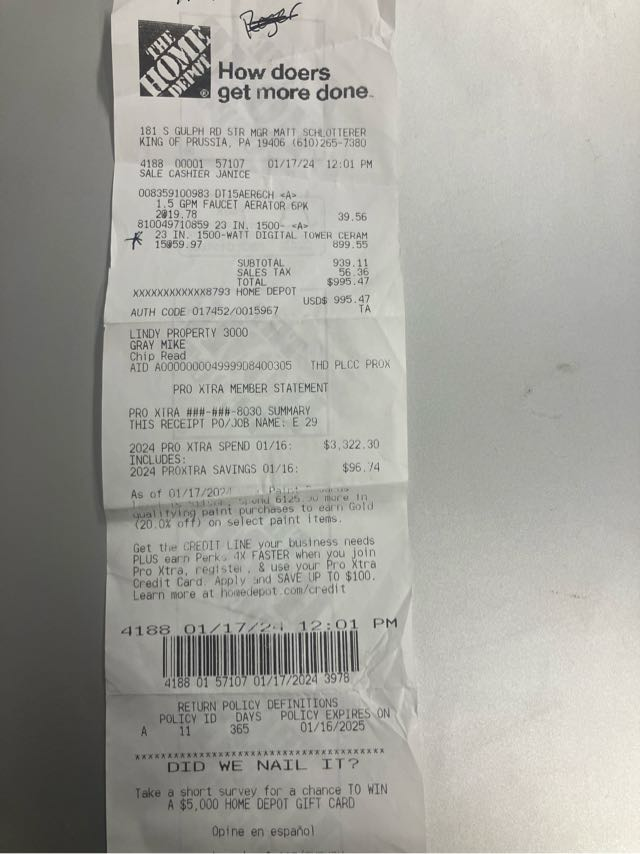 THE
HOME
DEPOT
How doers
get more done
181 S GULPH RD STR MGR MATT SCHLOTTERER
KING OF PRUSSIA, PA 19406 (610)265-7380
4188 00001 57107 01/17/24 12:01 PM
SALE CASHIER JANICE
008359100983 DT15AER6CH <A>
1.5 GPM FAUCET AERATOR 6PK
2@19.78 39.56
810049710859 23 IN. 1500- <A>
23 IN. 1500-WATT DIGITAL TOWER CERAM
15@59.97 899.55
SUBTOTAL 939.11
SALES TAX 56.36
TOTAL $995.47
XXXXXXXXXXXX8793 HOME DEPOT
USD$ 995.47
AUTH CODE 017452/0015967 TA
LINDY PROPERTY 3000
GRAY MIKE
Chip Read
AID A0000000049999D8400305 THD PLCC PROX
PRO XTRA MEMBER STATEMENT
PRO XTRA ###-###-8030 SUMMARY
THIS RECEIPT PO/JOB NAME: E 29
2024 PRO XTRA SPEND 01/16: $3,322.30
INCLUDES:
2024 PROXTRA SAVINGS 01/16: $96.74
As of 01/17/2024 Paint
more in
qualifying paint purchases to earn Gold
(20.0% off) on select paint items.
Get the CREDIT LINE your business needs
PLUS earn Perks 4X FASTER when you join
Pro Xtra, register, & use your Pro Xtra
Credit Card. Apply and SAVE UP TO $100.
Learn more at homedepot.com/credit
4188 01/17/24 12:01 PM
4188 01 57107 01/17/2024 3978
RETURN POLICY DEFINITIONS
POLICY ID DAYS POLICY EXPIRES ON
A 11 365 01/16/2025
****************************************
DID WE NAIL IT?
Take a short survey for a chance TO WIN
A $5,000 HOME DEPOT GIFT CARD
Opine en español